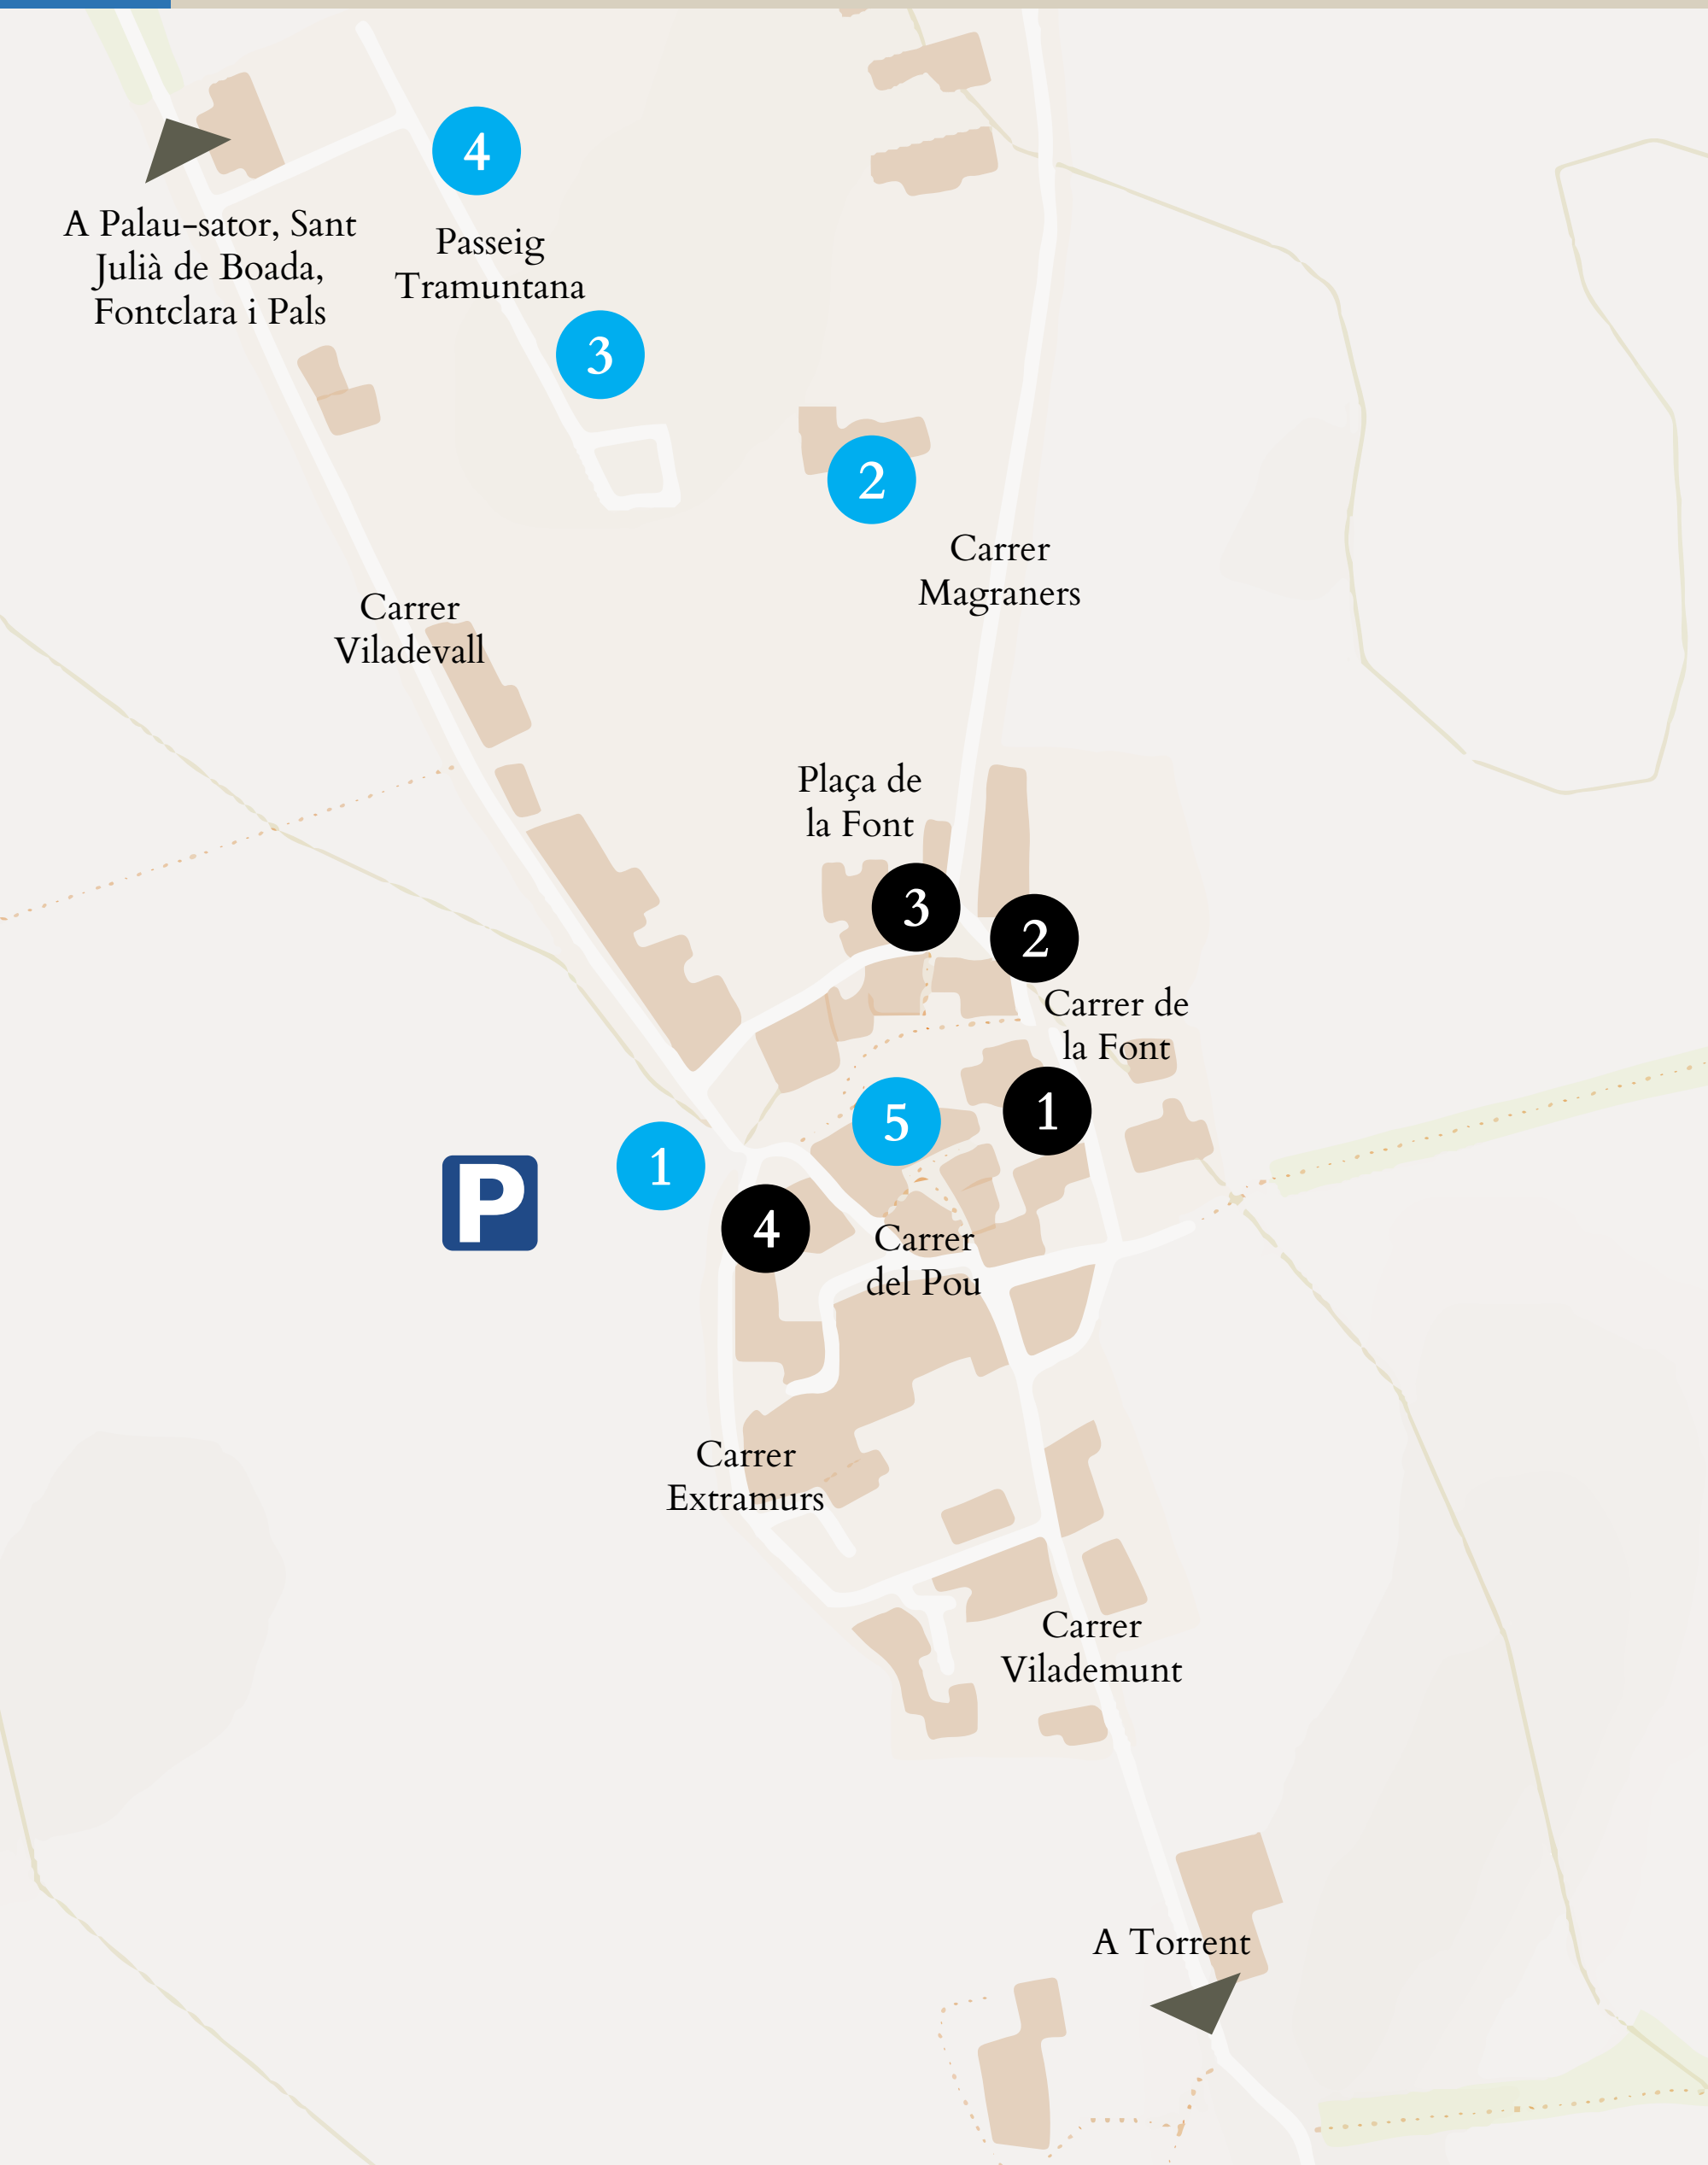 4
A Palau-sator, Sant
Julià de Boada,
Fontclara i Pals
Passeig
Tramuntana
3
2
Carrer
Magraners
Carrer
Viladevall
Plaça de
la Font
3
2
Carrer de
la Font
1
5
1
P
4
Carrer
del Pou
Carrer
Extramurs
Carrer
Vilademunt
A Torrent